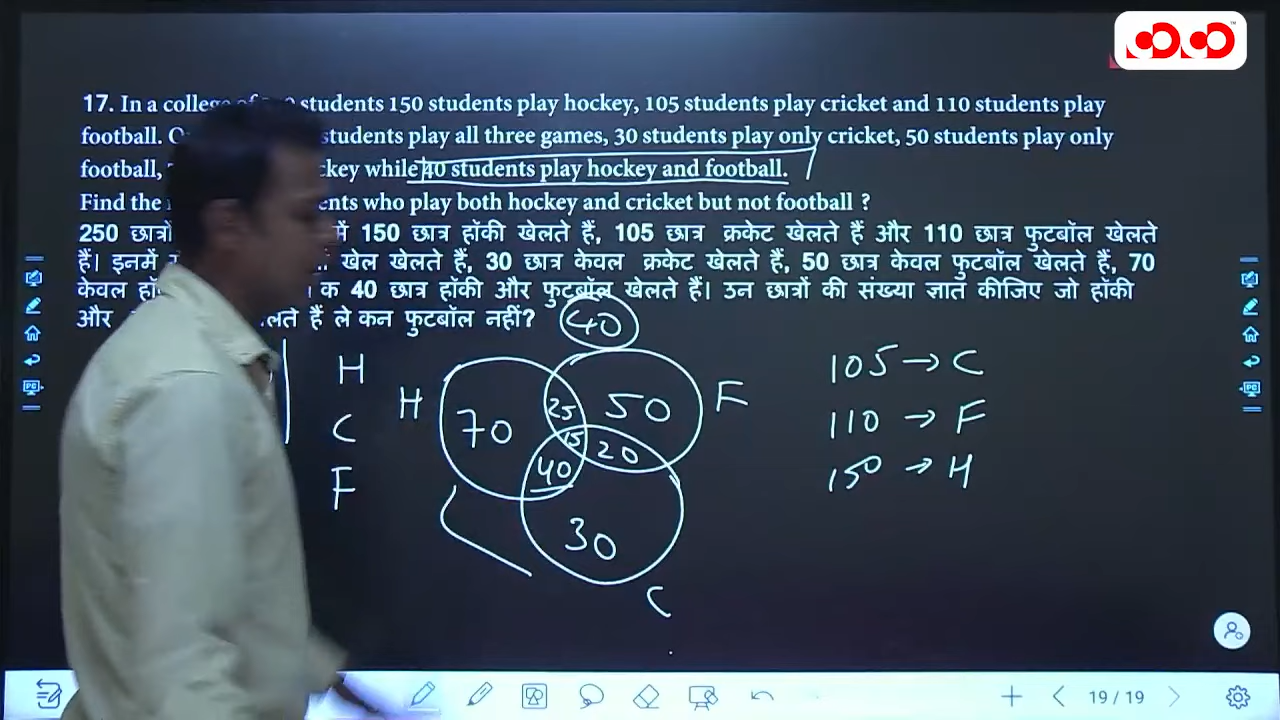 17. In a college of students 150 students play hockey, 105 students play cricket and 110 students play
football. students play all three games, 30 students play only cricket, 50 students play only
football, while 40 students play hockey and football.
Find the who play both hockey and cricket but not football ?
250 में 150 छात्र हॉकी खेलते हैं, 105 छात्र क्रकेट खेलते हैं और 110 छात्र फुटबॉल खेलते
हैं। इनमें खेल खेलते हैं, 30 छात्र केवल क्रकेट खेलते हैं, 50 छात्र केवल फुटबॉल खेलते हैं, 70
केवल क 40 छात्र हॉकी और फुटबॉल खेलते हैं। उन छात्रों की संख्या ज्ञात कीजिए जो हॉकी
और हैं ले कन फुटबॉल नहीं?
40
H
C
F
H
70
25
50
F
15
20
40
30
C
105 → C
110 → F
150 → H
PC
PC
19 / 19